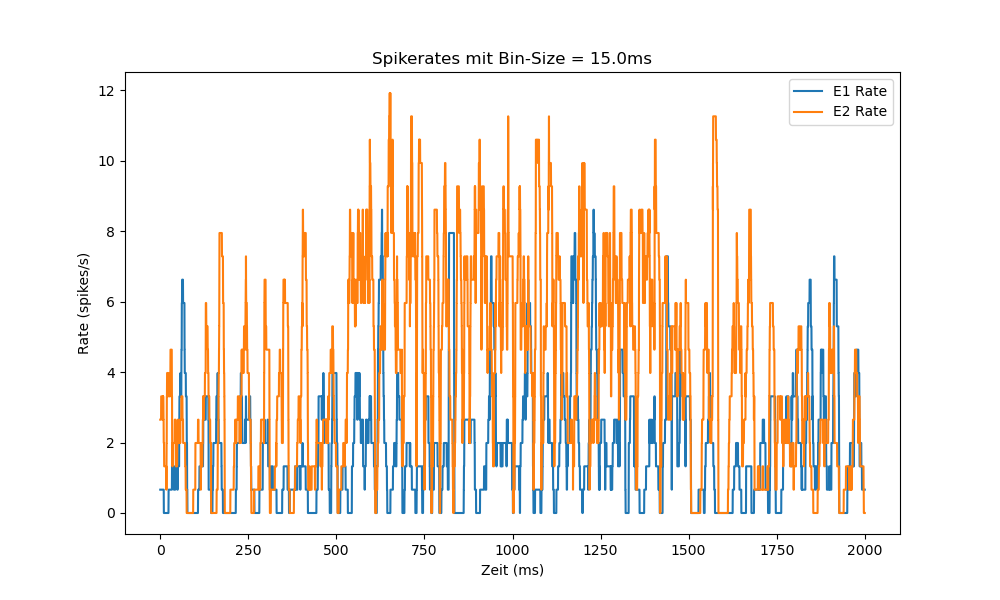 Spikerates mit Bin-Size = 15.0ms
E1 Rate
E2 Rate
12
10
8
6
4
2
0
Rate (spikes/s)
0 250 500 750 1000 1250 1500 1750 2000
Zeit (ms)